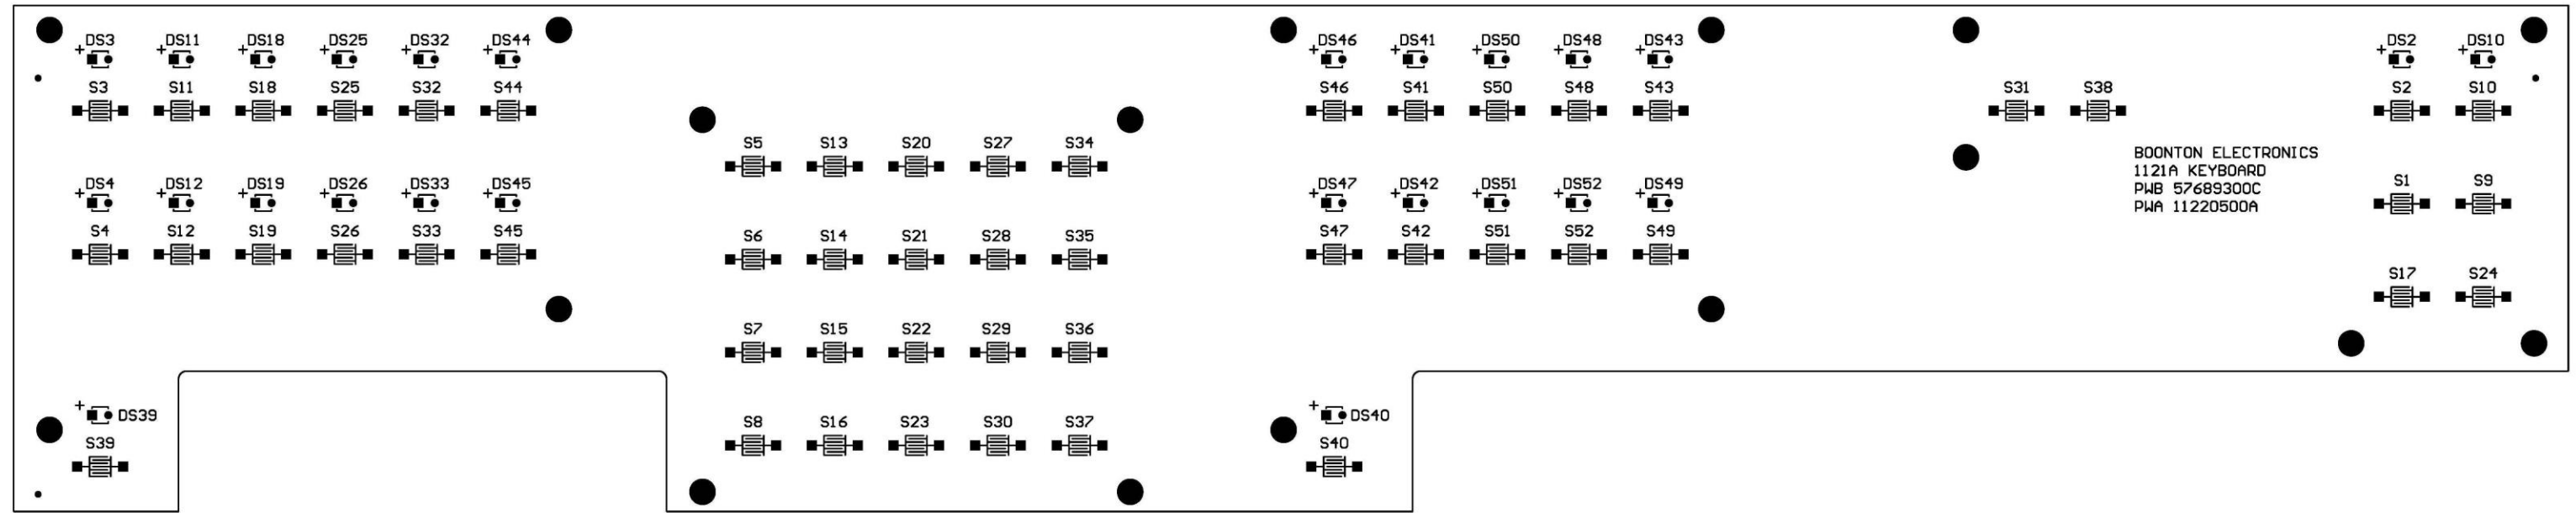 DS3 DS11 DS18 DS25 DS32 DS44 DS46 DS41 DS50 DS48 DS43 DS2 DS10
+ + + + + + + + + + + + +
S3 S11 S18 S25 S32 S44 S46 S41 S50 S48 S43 S31 S38 S2 S10
S5 S13 S20 S27 S34
BOONTON ELECTRONICS
1121A KEYBOARD
PWB 57689300C
PWA 11220500A
DS4 DS12 DS19 DS26 DS33 DS45 DS47 DS42 DS51 DS52 DS49 S1 S9
+ + + + + + + + + + +
S4 S12 S19 S26 S33 S45 S47 S42 S51 S52 S49
S6 S14 S21 S28 S35
S17 S24
S7 S15 S22 S29 S36
+ DS39 + DS40
S8 S16 S23 S30 S37
S39 S40